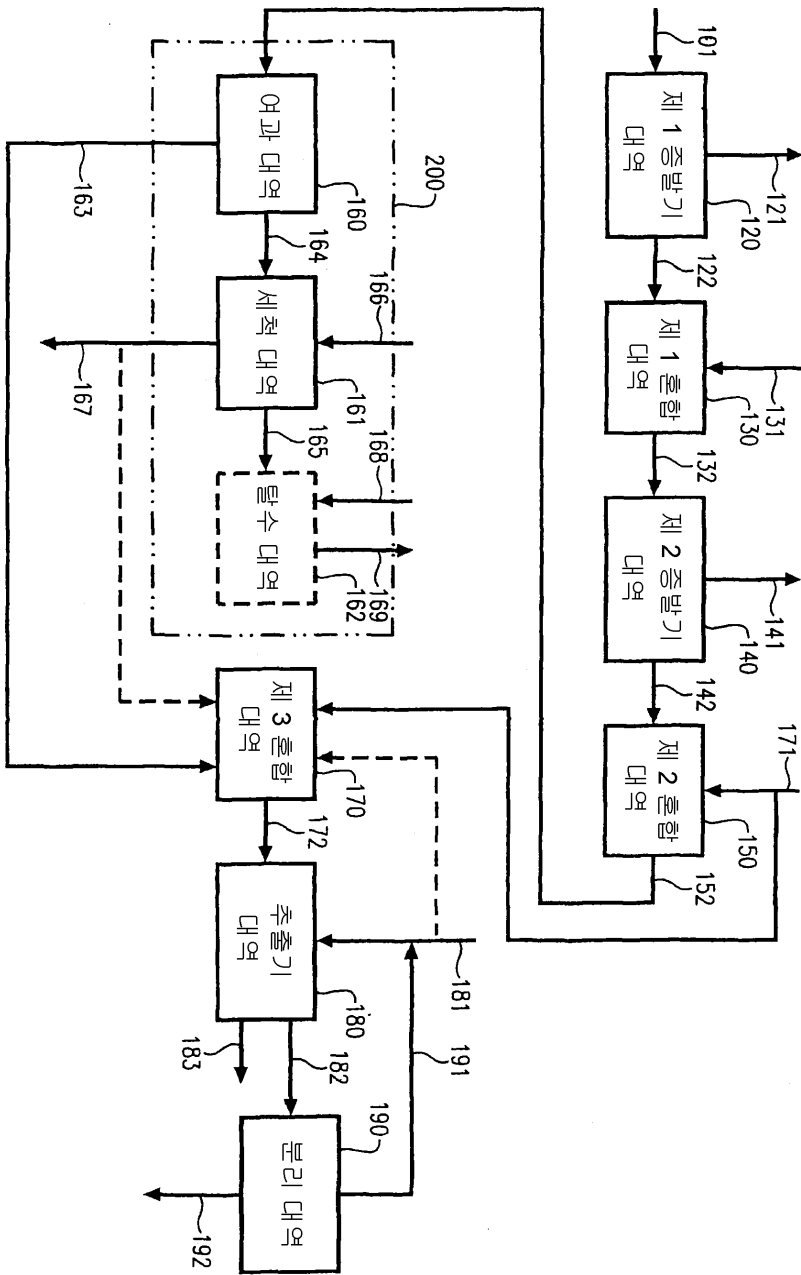 101
제 1 증발기
대역
121
120
122
제 1 혼합
대역
131
130
132
제 2 증발기
대역
141
140
142
제 2 혼합
대역
171
150
152
200
여과 대역
160
163
164
세척 대역
166
161
167
165
탈수 대역
168
169
162
제 3 혼합
대역
170
172
추출기
대역
181
180
183
182
191
분리 대역
190
192